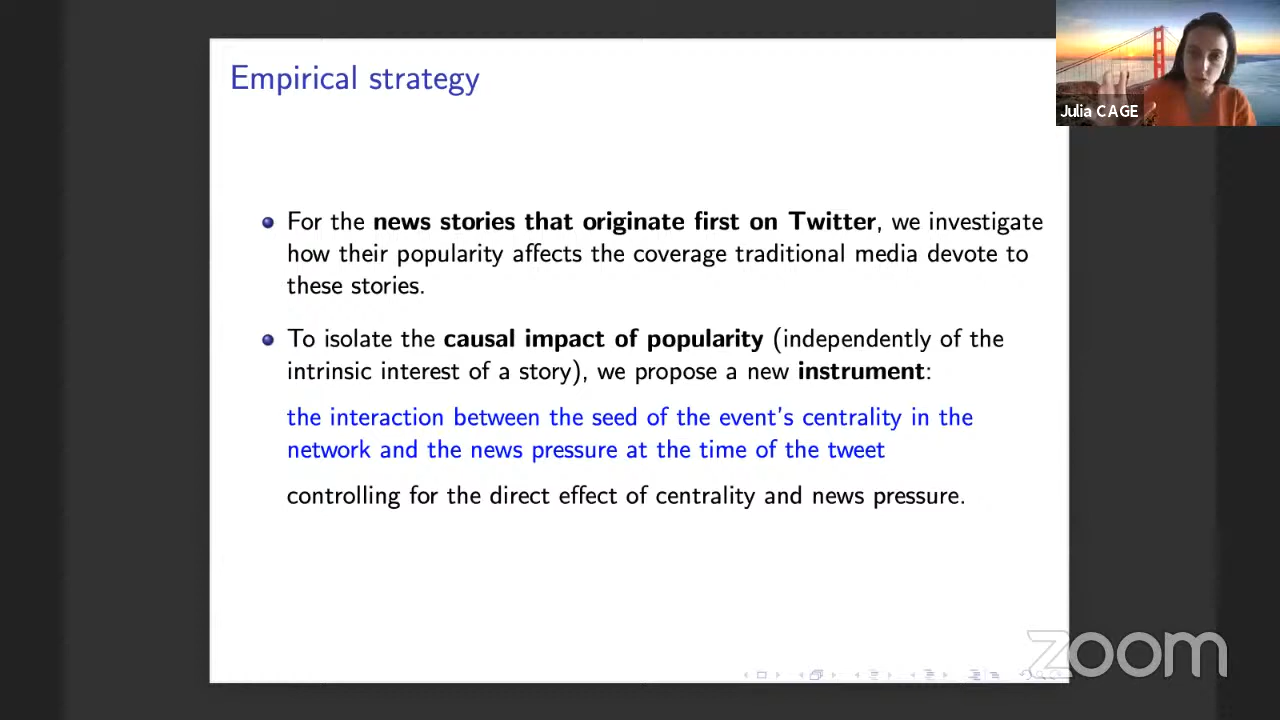 Empirical strategy
For the news stories that originate first on Twitter, we investigate
how their popularity affects the coverage traditional media devote to
these stories.
To isolate the causal impact of popularity (independently of the
intrinsic interest of a story), we propose a new instrument:
the interaction between the seed of the event's centrality in the
network and the news pressure at the time of the tweet
controlling for the direct effect of centrality and news pressure.
Julia CAGE
zoom